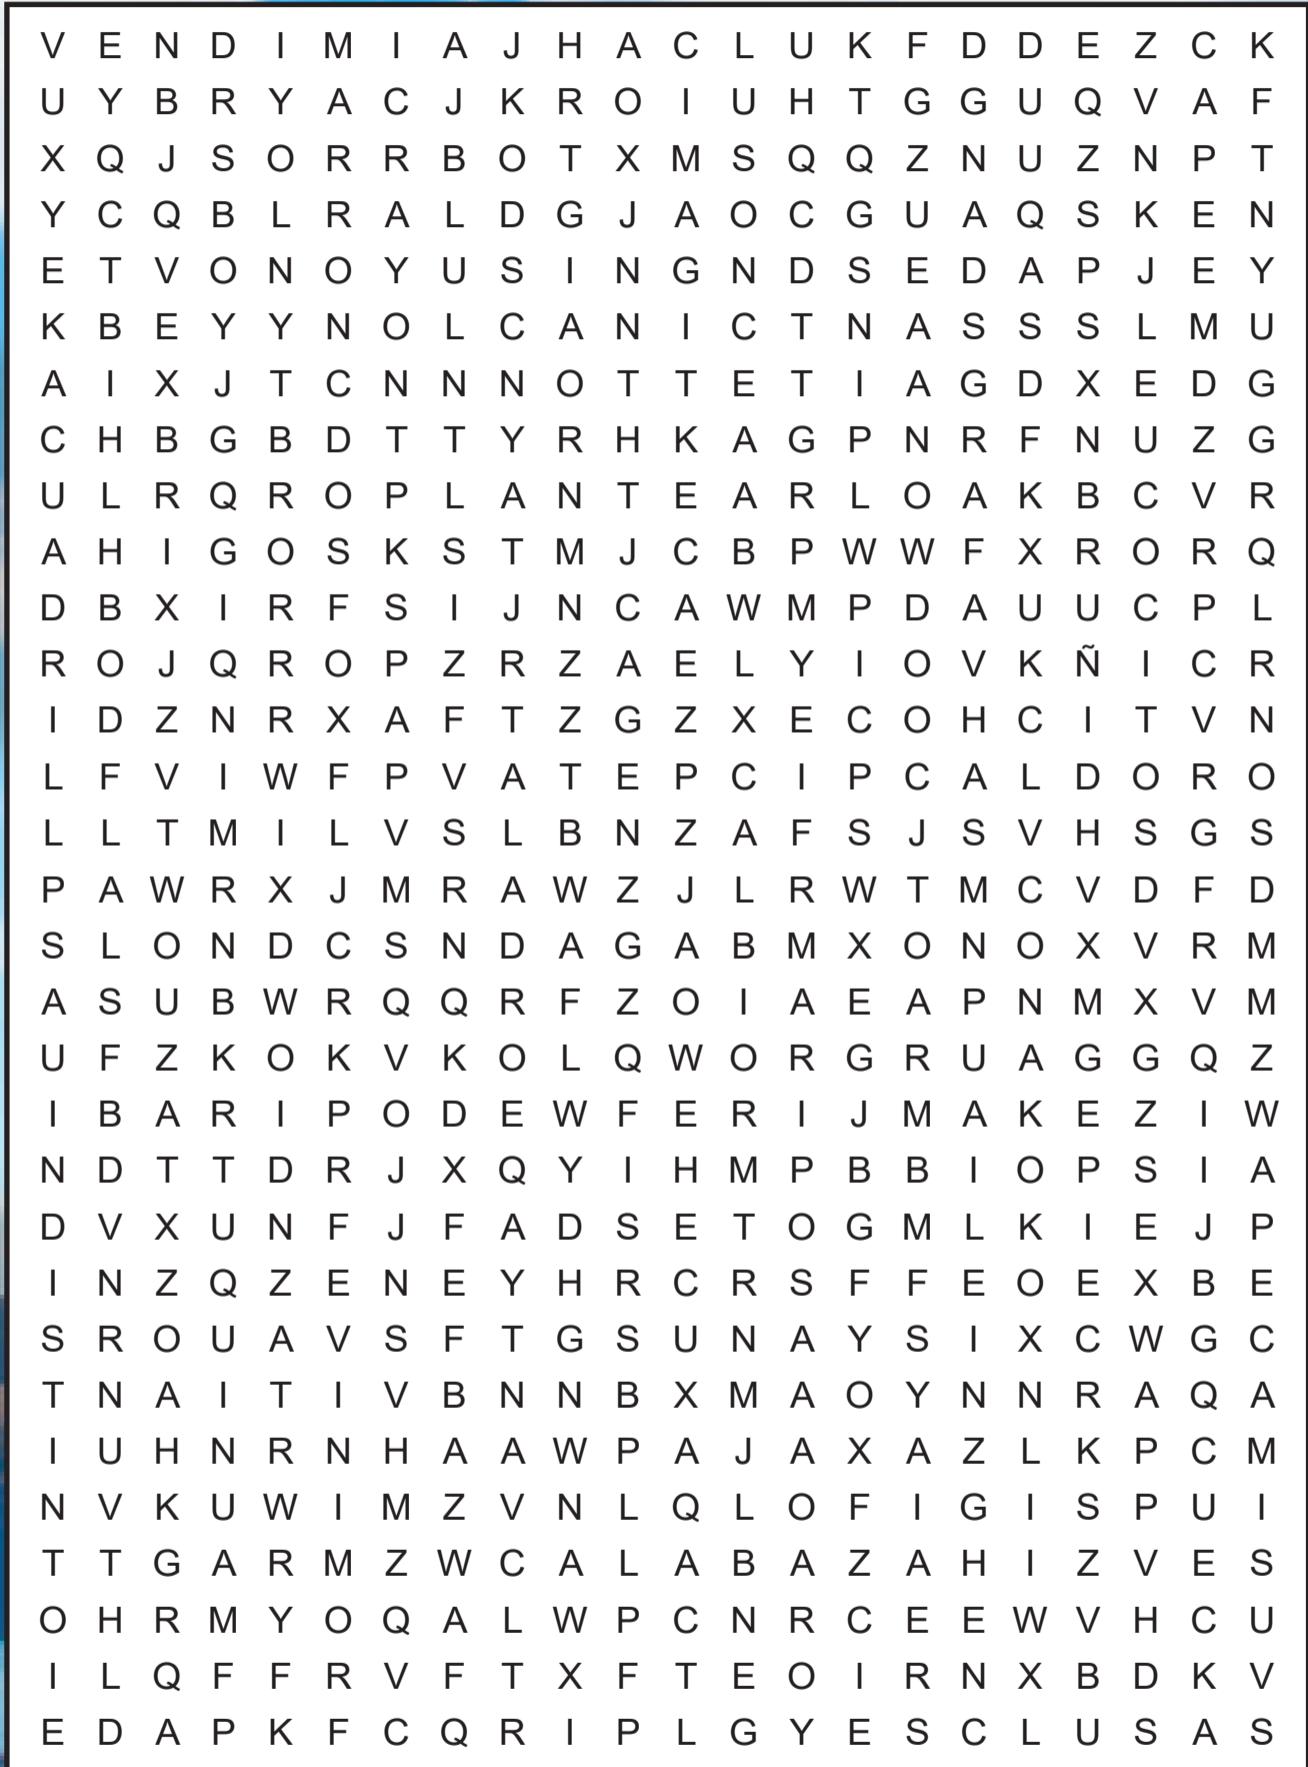 V E N D I M I A J H A C L U K F D D E Z C K
U Y B R Y A C J K R O I U H T G G U Q V A F
X Q J S O R R B O T X M S Q Q Z N U Z N P T
Y C Q B L R A L D G J A O C G U A Q S K E N
E T V O N O Y U S I N G N D S E D A P J E Y
K B E Y Y N O L C A N I C T N A S S S L M U
A I X J T C N N N O T T E T I A G D X E D G
C H B G B D T T Y R H K A G P N R F N U Z G
U L R Q R O P L A N T E A R L O A K B C V R
A H I G O S K S T M J C B P W W F X R O R Q
D B X I R F S I J N C A W M P D A U U C P L
R O J Q R O P Z R Z A E L Y I O V K Ñ I C R
I D Z N R X A F T Z G Z X E C O H C I T V N
L F V I W F P V A T E P C I P C A L D O R O
L L T M I L V S L B N Z A F S J S V H S G S
P A W R X J M R A W Z J L R W T M C V D F D
S L O N D C S N D A G A B M X O N O X V R M
A S U B W R Q Q R F Z O I A E A P N M X V M
U F Z K O K V K O L Q W O R G R U A G G Q Z
I B A R I P O D E W F E R I J M A K E Z I W
N D T T D R J X Q Y I H M P B B I O P S I A
D V X U N F J F A D S E T O G M L K I E J P
I N Z Q Z E N E Y H R C R S F F E O E X B E
S R O U A V S F T G S U N A Y S I X C W G C
T N A I T I V B N N B X M A O Y N N R A Q A
I U H N R N H A A W P A J A X A Z L K P C M
N V K U W I M Z V N L Q L O F I G I S P U I
T T G A R M Z W C A L A B A Z A H I Z V E S
O H R M Y O Q A L W P C N R C E E W V H C U
I L Q F F R V F T X F T E O I R N X B D K V
E D A P K F C Q R I P L G Y E S C L U S A S